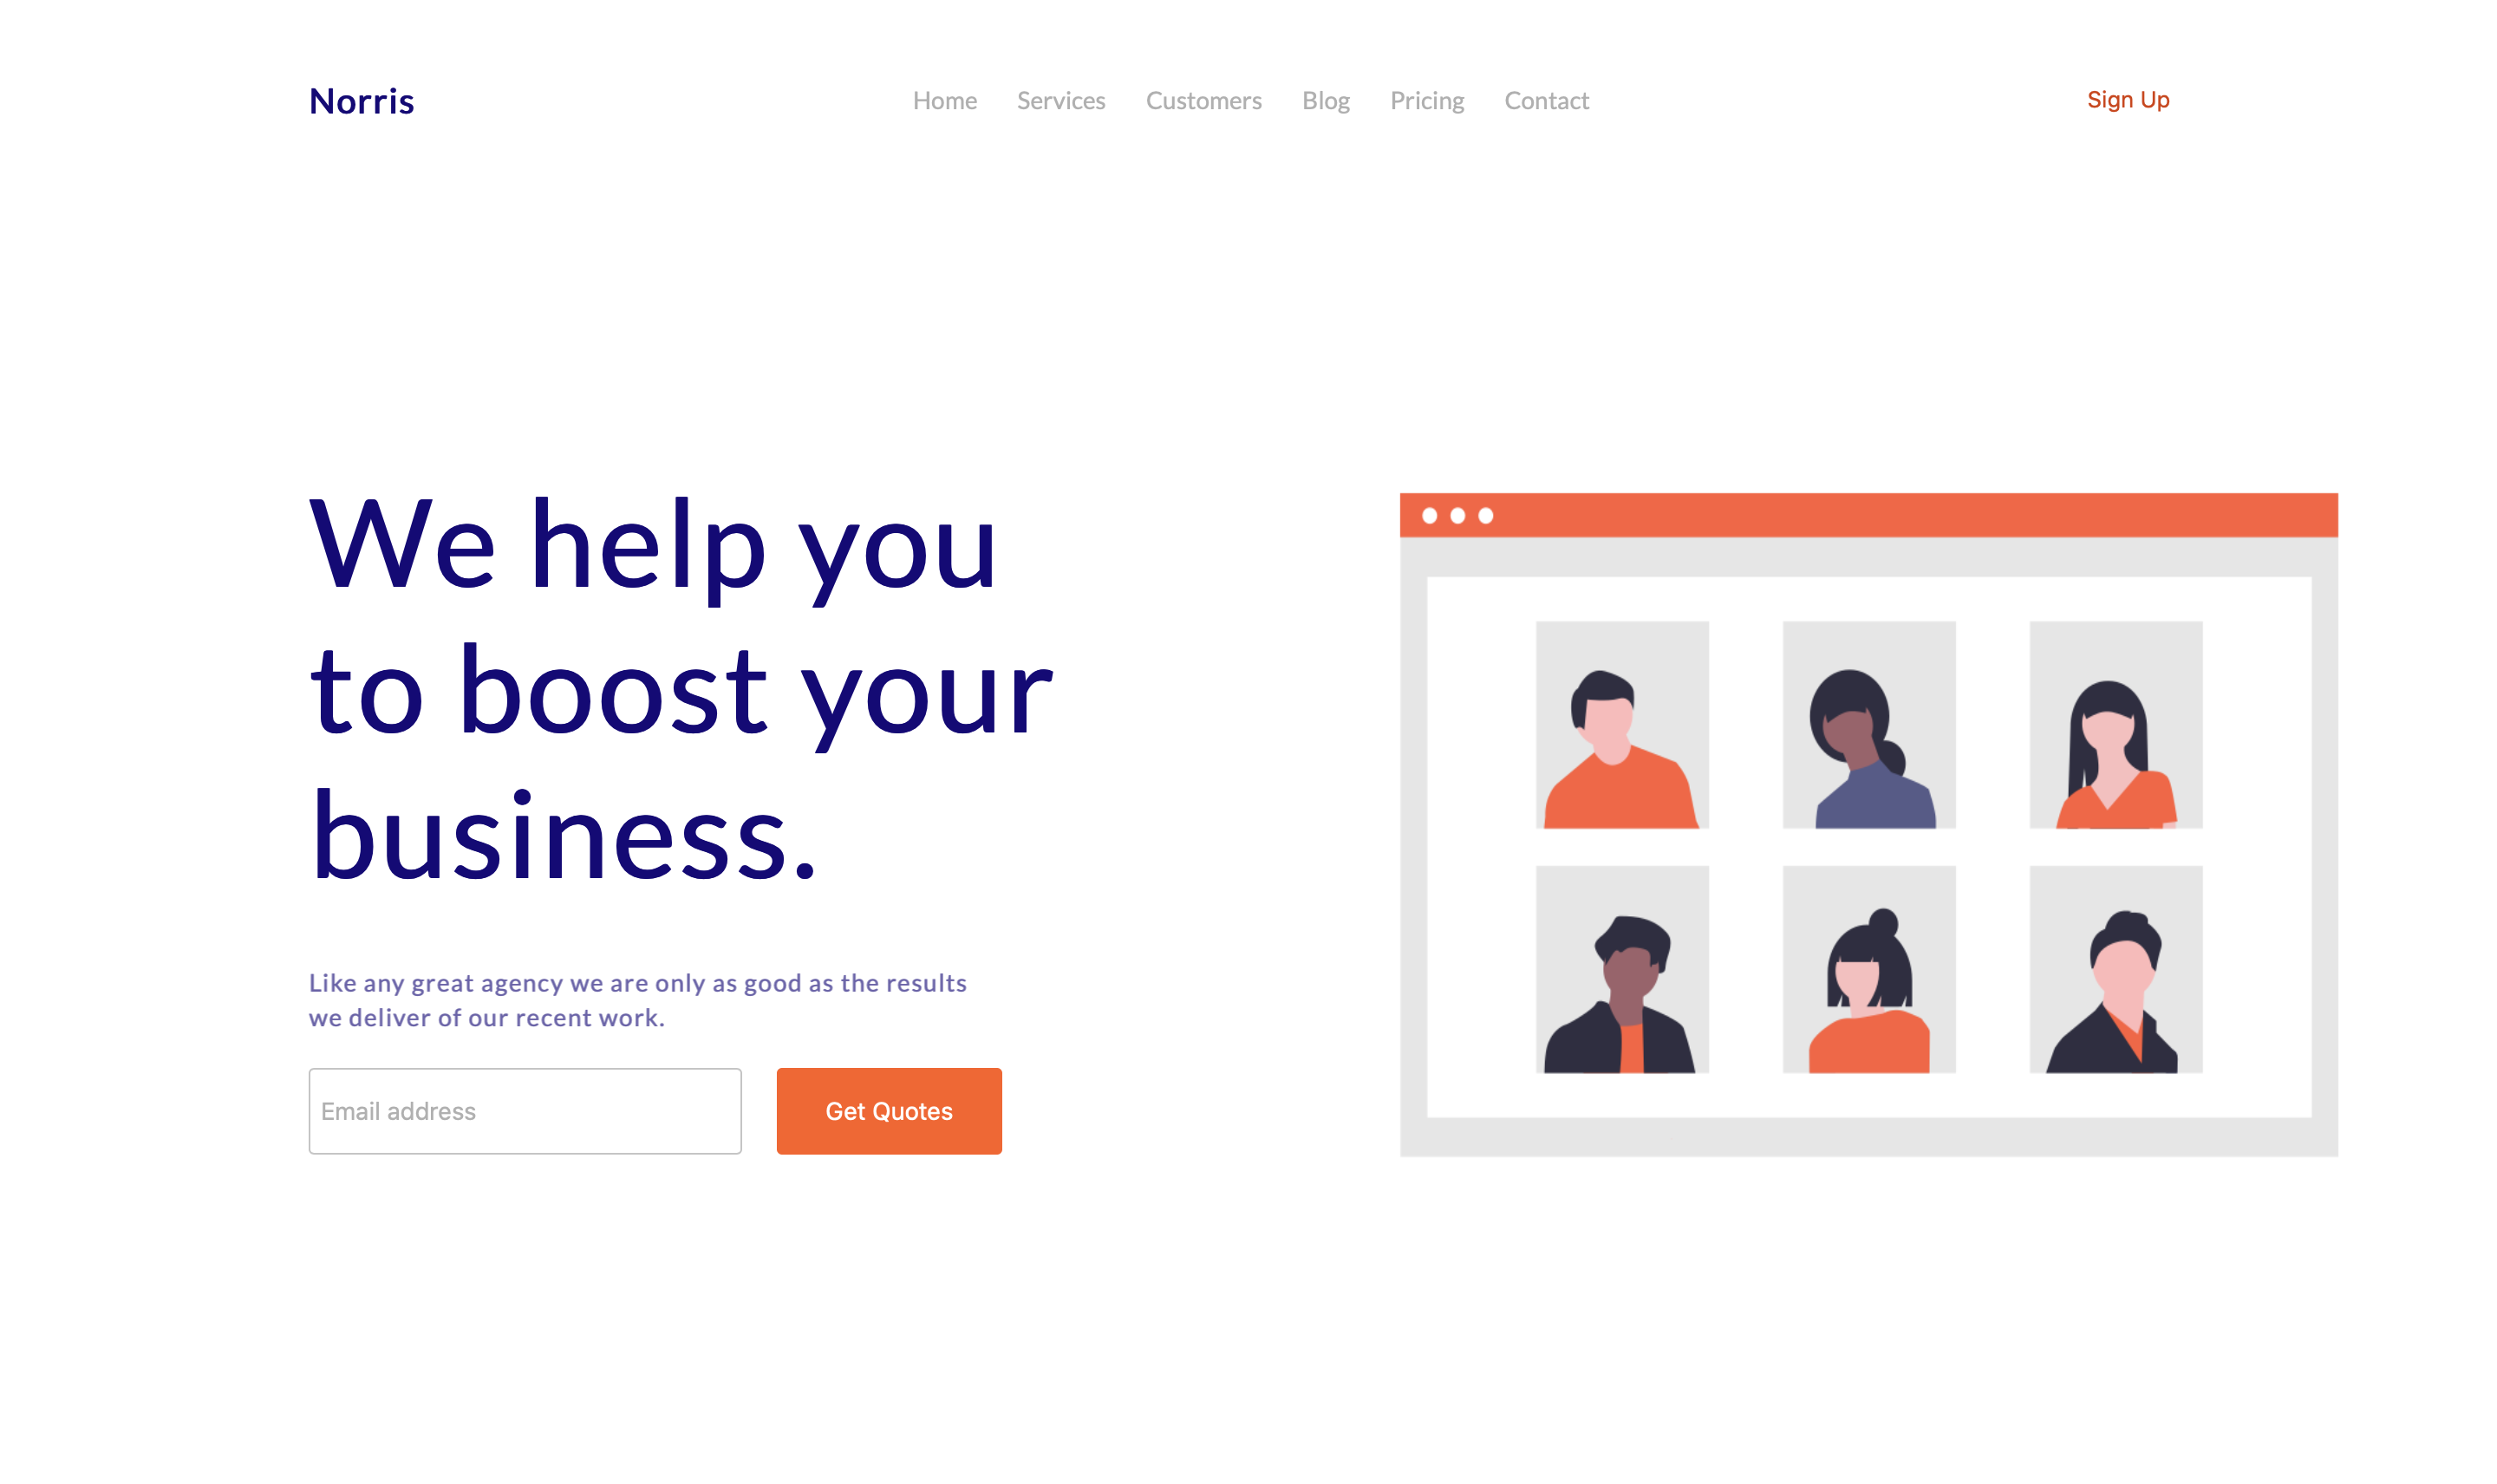 Norris
Home Services Customers Blog Pricing Contact
Sign Up
We help you
to boost your
business.
Like any great agency we are only as good as the results
we deliver of our recent work.
Email address
Get Quotes